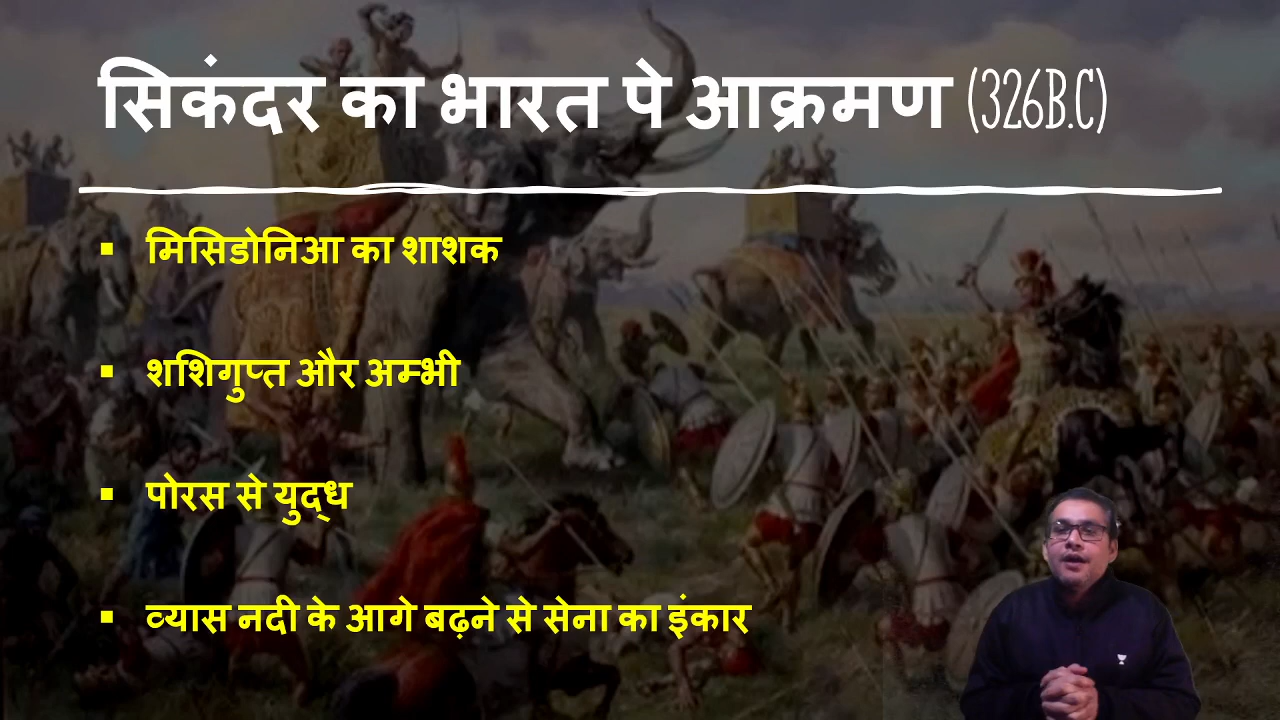 सिकंदर का भारत पे आक्रमण (326B.C)
▪ मिसिडोनिआ का शाशक
▪ शशिगुप्त और अम्भी
▪ पोरस से युद्ध
▪ व्यास नदी के आगे बढ़ने से सेना का इंकार